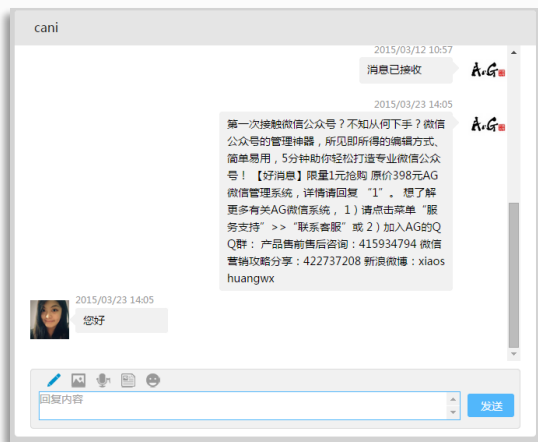 cani
2015/03/12 10:57
消息已接收
AvG
2015/03/23 14:05
AvG
第一次接触微信公众号？不知从何下手？微信
公众号的管理神器，所见即所得的编辑方式、
简单易用，5分钟助你轻松打造专业微信公众
号！ 【好消息】限量1元抢购 原价398元AG
微信管理系统，详情请回复 “1”。 想了解
更多有关AG微信系统， 1）请点击菜单“服
务支持” >> “联系客服” 或 2）加入AG的Q
Q群： 产品售前售后咨询：415934794 微信
营销攻略分享：422737208 新浪微博：xiaos
huangwx
2015/03/23 14:05
您好
回复内容
发送